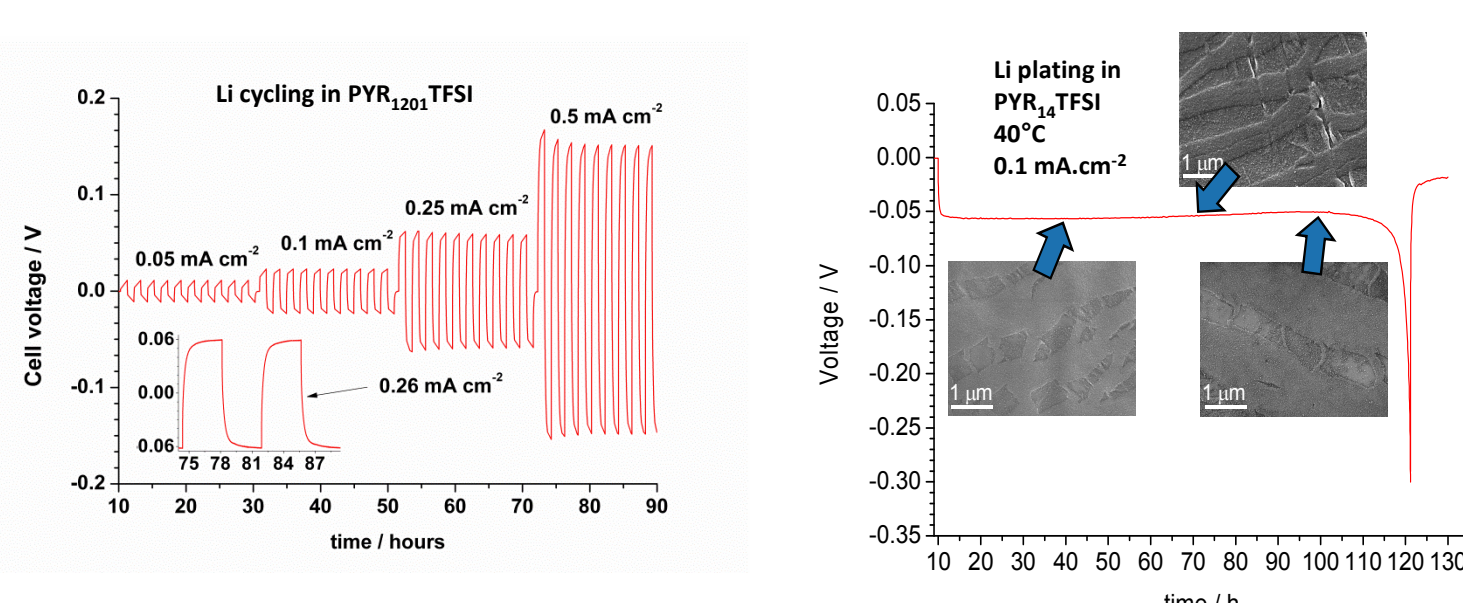 Li cycling in PYR1201TFSI
0.2
0.1
0.0
-0.1
-0.2
Cell voltage / V
0.05 mA cm-2
0.1 mA cm-2
0.25 mA cm-2
0.5 mA cm-2
0.06
0.00
0.06
75 78 81 84 87
0.26 mA cm-2
10 20 30 40 50 60 70 80 90
time / hours
Li plating in
PYR14TFSI
40°C
0.1 mA.cm-2
0.05
0.00
-0.05
-0.10
-0.15
-0.20
-0.25
-0.30
-0.35
Voltage / V
1 μm
1 μm
1 μm
10 20 30 40 50 60 70 80 90 100 110 120 130
time / h